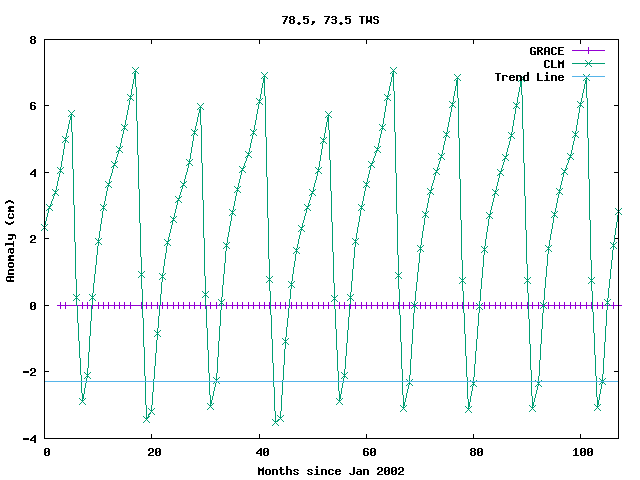 78.5, 73.5 TWS
GRACE
CLM
Trend Line
8
6
4
2
0
-2
-4
Anomaly (cm)
0 20 40 60 80 100
Months since Jan 2002